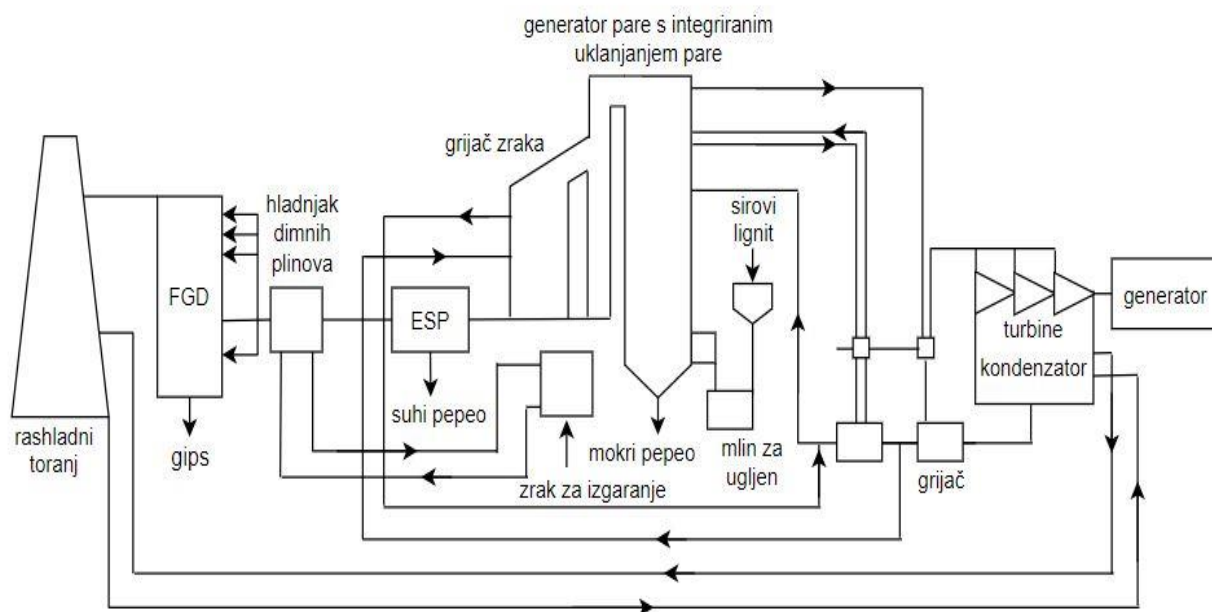 generator pare s integriranim
uklanjanjem pare
grijač zraka
sirovi
lignit
hladnjak
dimnih
plinova
FGD
ESP
generator
turbine
kondenzator
suhi pepeo
rashladni
toranj
gips
mokri pepeo
mlin za
ugljen
grijač
zrak za izgaranje